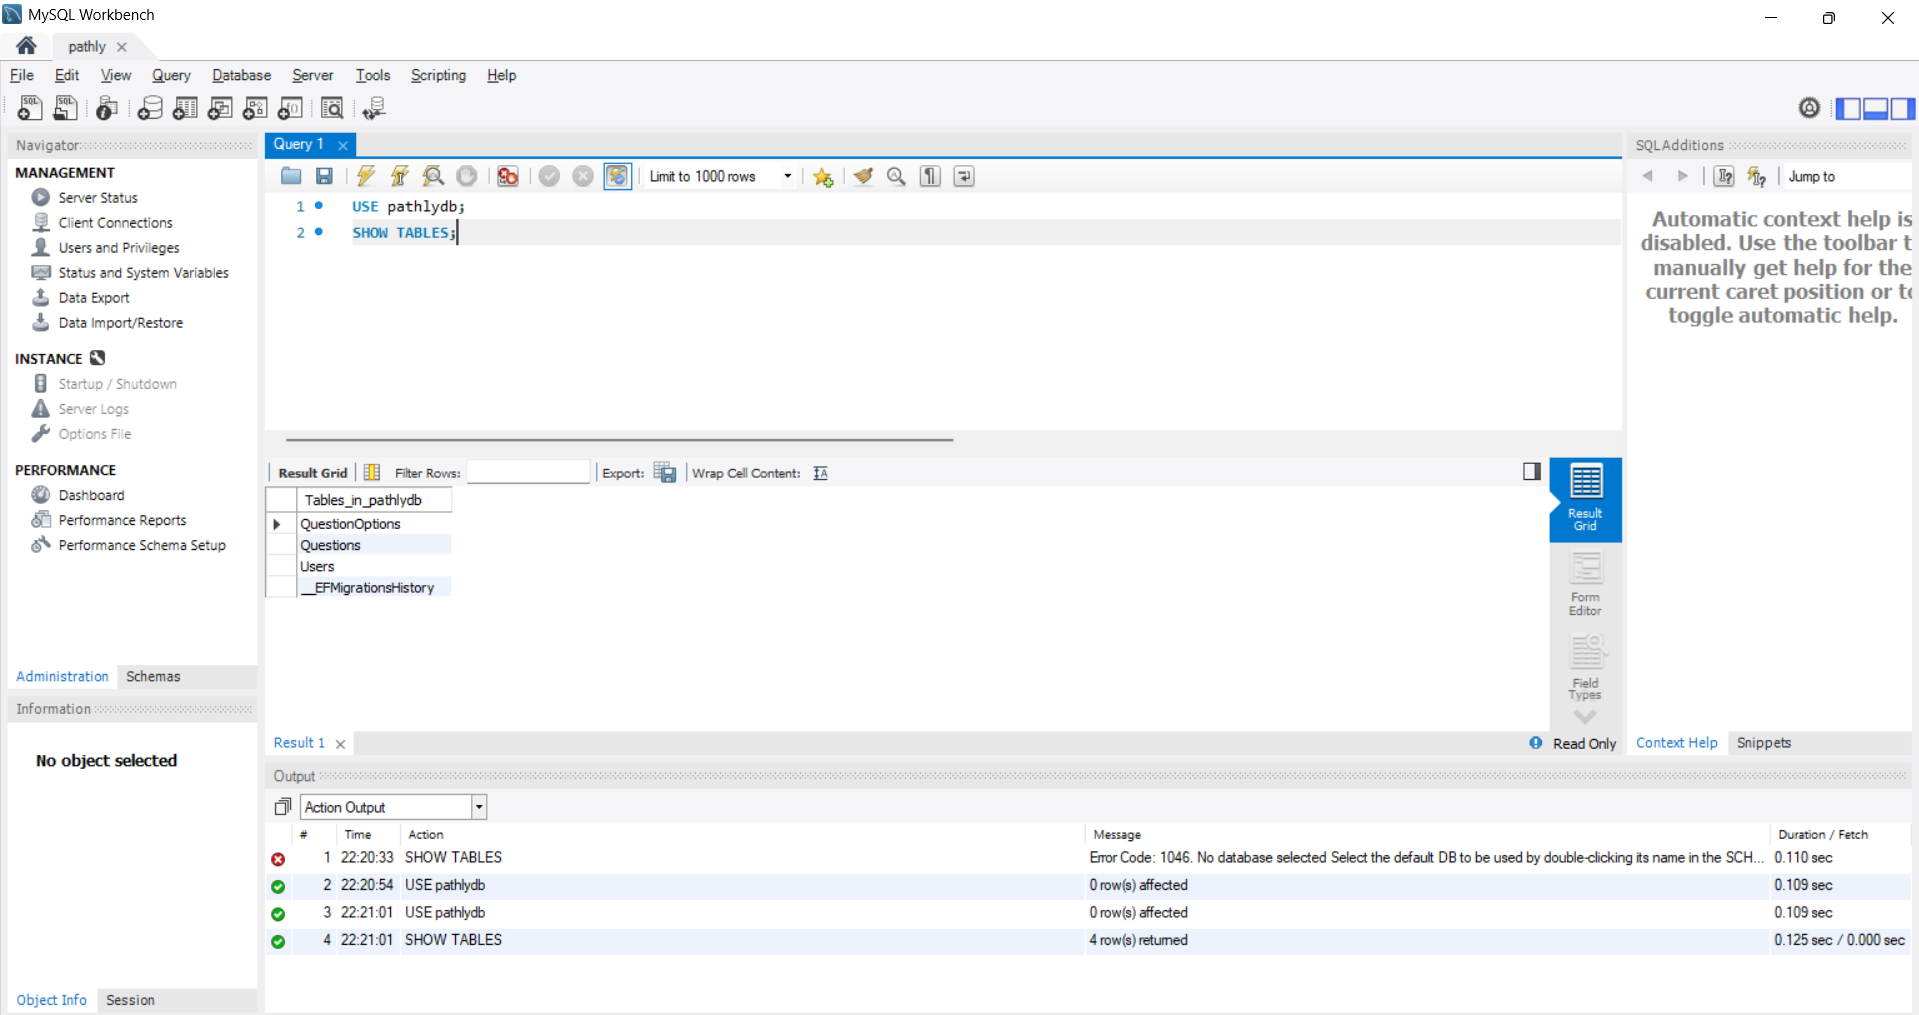 MySQL Workbench
pathly
File Edit View Query Database Server Tools Scripting Help
Navigator
MANAGEMENT
Server Status
Client Connections
Users and Privileges
Status and System Variables
Data Export
Data Import/Restore
INSTANCE
Startup / Shutdown
Server Logs
Options File
PERFORMANCE
Dashboard
Performance Reports
Performance Schema Setup
Administration Schemas
Information
No object selected
Object Info Session
Query 1
Limit to 1000 rows
1 USE pathlydb;
2 SHOW TABLES;
Result Grid Filter Rows: Export: Wrap Cell Content:
Tables_in_pathlydb
QuestionOptions
Questions
Users
__EFMigrationsHistory
Result
Grid
Form
Editor
Field
Types
Result 1
Read Only
SQLAdditions
Jump to
Automatic context help is
disabled. Use the toolbar t
manually get help for the
current caret position or to
toggle automatic help.
Context Help Snippets
Output
Action Output
# Time Action Message Duration / Fetch
1 22:20:33 SHOW TABLES Error Code: 1046. No database selected Select the default DB to be used by double-clicking its name in the SCH... 0.110 sec
2 22:20:54 USE pathlydb 0 row(s) affected 0.109 sec
3 22:21:01 USE pathlydb 0 row(s) affected 0.109 sec
4 22:21:01 SHOW TABLES 4 row(s) returned 0.125 sec / 0.000 sec